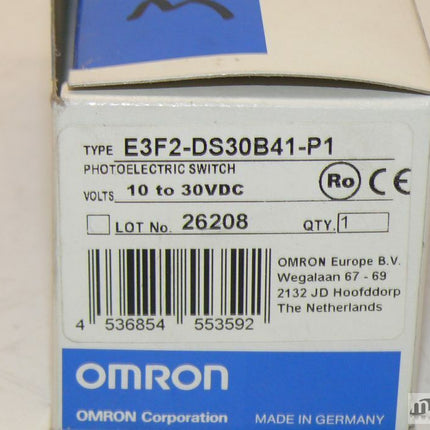 TYPE E3F2-DS30B41-P1
PHOTOELECTRIC SWITCH
VOLTS 10 to 30VDC
Ro CE
LOT No. 26208 QTY. 1
OMRON Europe B.V.
Wegalaan 67 - 69
2132 JD Hoofddorp
The Netherlands
4 536854 553592
OMRON
OMRON Corporation MADE IN GERMANY